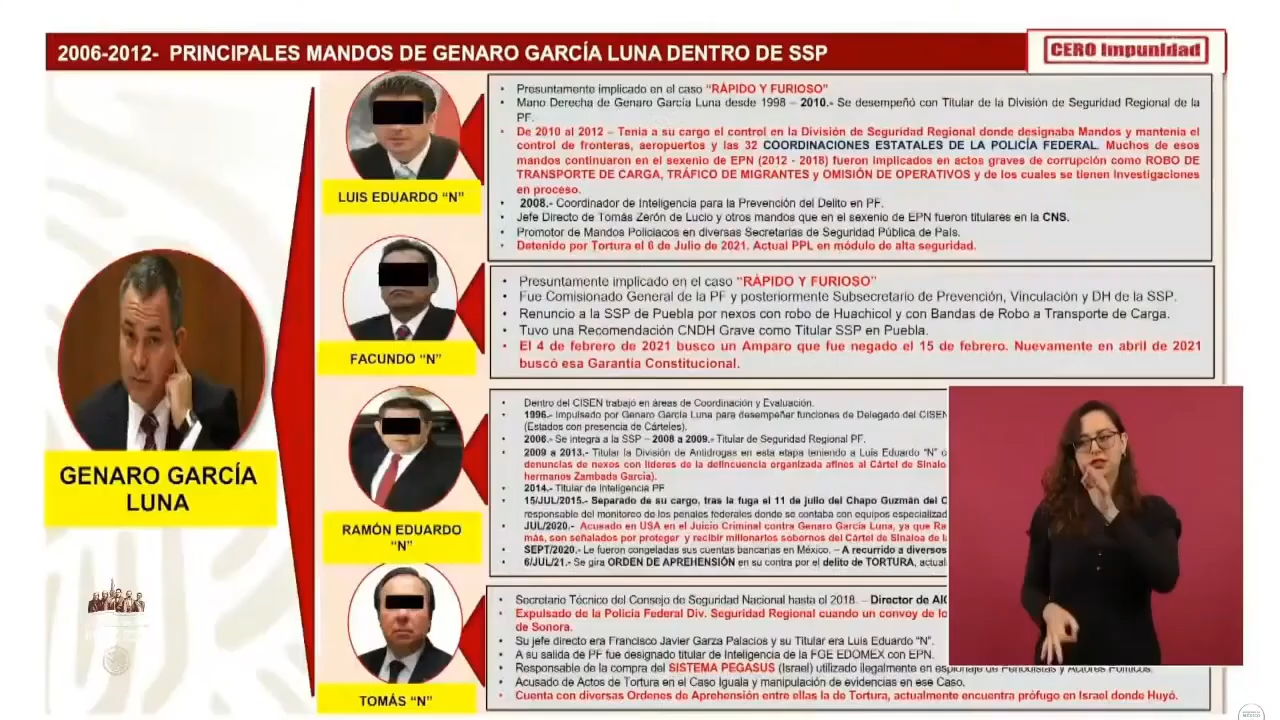 2006-2012- PRINCIPALES MANDOS DE GENARO GARCÍA LUNA DENTRO DE SSP
CERO Impunidad
GENARO GARCÍA
LUNA
LUIS EDUARDO “N”
• Presuntamente implicado en el caso “RÁPIDO Y FURIOSO”
• Mano Derecha de Genaro García Luna desde 1998 – 2010.- Se desempeñó con Titular de la División de Seguridad Regional de la
PF.
• De 2010 al 2012 – Tenía a su cargo el control en la División de Seguridad Regional donde designaba Mandos y mantenía el
control de fronteras, aeropuertos y las 32 COORDINACIONES ESTATALES DE LA POLICÍA FEDERAL. Muchos de esos
mandos continuaron en el sexenio de EPN (2012 - 2018) fueron Implicados en actos graves de corrupción como ROBO DE
TRANSPORTE DE CARGA, TRÁFICO DE MIGRANTES y OMISIÓN DE OPERATIVOS y de los cuales se tienen Investigaciones
en proceso.
• 2008.- Coordinador de Inteligencia para la Prevención del Delito en PF.
• Jefe Directo de Tomás Zerón de Lucio y otros mandos que en el sexenio de EPN fueron titulares en la CNS.
• Promotor de Mandos Policiacos en diversas Secretarias de Seguridad Pública de País.
• Detenido por Tortura el 6 de Julio de 2021. Actual PPL en módulo de alta seguridad.
FACUNDO “N”
• Presuntamente implicado en el caso “RÁPIDO Y FURIOSO”
• Fue Comisionado General de la PF y posteriormente Subsecretario de Prevención, Vinculación y DH de la SSP.
• Renuncio a la SSP de Puebla por nexos con robo de Huachicol y con Bandas de Robo a Transporte de Carga.
• Tuvo una Recomendación CNDH Grave como Titular SSP en Puebla.
• El 4 de febrero de 2021 busco un Amparo que fue negado el 15 de febrero. Nuevamente en abril de 2021
buscó esa Garantía Constitucional.
RAMÓN EDUARDO
“N”
• Dentro del CISEN trabajó en áreas de Coordinación y Evaluación.
• 1996.- Impulsado por Genaro García Luna para desempeñar funciones de Delegado del CISEN
(Estados con presencia de Cárteles).
• 2006.- Se integra a la SSP – 2008 a 2009.- Titular de Seguridad Regional PF.
• 2009 a 2013.- Titular la División de Antidrogas en esta etapa teniendo a Luis Eduardo “N”
denuncias de nexos con líderes de la delincuencia organizada afines al Cártel de Sinalo
hermanos Zambada García).
• 2014.- Titular de Inteligencia PF
• 15/JUL/2015.- Separado de su cargo, tras la fuga el 11 de julio del Chapo Guzmán del
responsable del monitoreo de los penales federales donde se contaba con equipos especializad
• JUL/2020.- Acusado en USA en el Juicio Criminal contra Genaro García Luna, ya que Ra
más, son señalados por proteger y recibir millonarios sobornos del Cártel de Sinaloa de
• SEPT/2020.- Le fueron congeladas sus cuentas bancarias en México. – A recurrido a diversos
• 6/JUL/21.- Se gira ORDEN DE APREHENSIÓN en su contra por el delito de TORTURA, actual
TOMÁS “N”
• Secretario Técnico del Consejo de Seguridad Nacional hasta el 2018. – Director de AIC
• Expulsado de la Policía Federal Div. Seguridad Regional cuando un convoy de
de Sonora.
• Su jefe directo era Francisco Javier Garza Palacios y su Titular era Luis Eduardo “N”.
• A su salida de PF fue designado titular de Inteligencia de la FGE EDOMEX con EPN.
• Responsable de la compra del SISTEMA PEGASUS (Israel) utilizado ilegalmente en espionaje de Periodistas y Actores Políticos.
• Acusado de Actos de Tortura en el Caso Iguala y manipulación de evidencias en ese Caso.
• Cuenta con diversas Ordenes de Aprehensión entre ellas la de Tortura, actualmente encuentra prófugo en Israel donde Huyó.